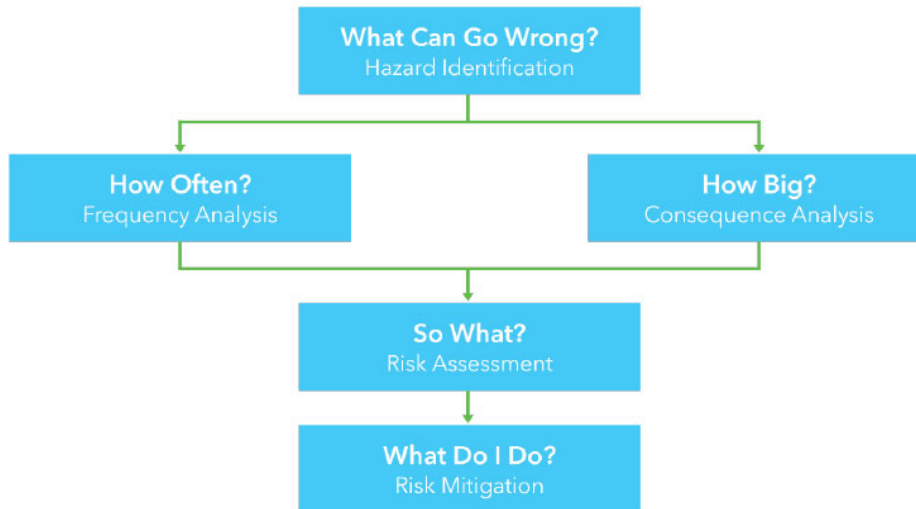 What Can Go Wrong?
Hazard Identification
How Often?
Frequency Analysis
How Big?
Consequence Analysis
So What?
Risk Assessment
What Do I Do?
Risk Mitigation